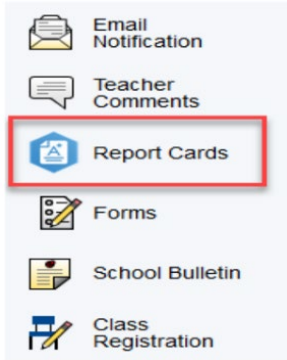 Email
Notification
Teacher
Comments
Report Cards
Forms
School Bulletin
Class
Registration